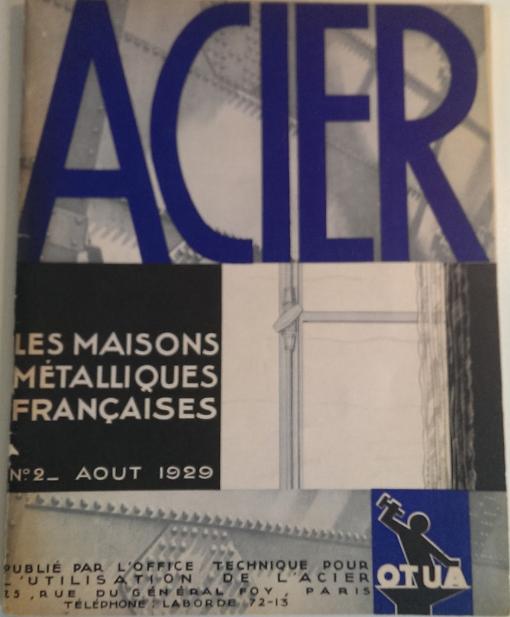 ACIER
LES MAISONS
MÉTALLIQUES
FRANÇAISES
Nº2_ AOUT 1929
PUBLIÉ PAR L'OFFICE TECHNIQUE POUR
L'UTILISATION DE L'ACIER
25, RUE DU GÉNÉRAL FOY, PARIS
TÉLÉPHONE: LABORDE 72-13
OTUA